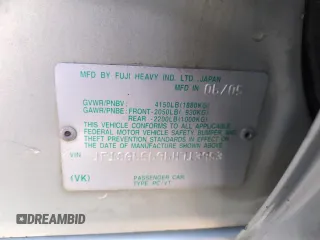 MFD BY FUJI HEAVY IND. LTD. JAPAN
MFD IN 06/05
GVWR/PNBV: 4150LB(1880KG)
GAWR/PNBE:FRONT-2050LB( 930KG)
REAR -2200LB(1000KG)
THIS VEHICLE CONFORMS TO ALL APPLICABLE
FEDERAL MOTOR VEHICLE SAFETY, BUMPER,
AND THEFT PREVENTION STANDARDS IN EFFECT
ON THE DATE OF MANUFACTURE SHOWN ABOVE.
VIN
(VK) PASSENGER CAR
TYPE